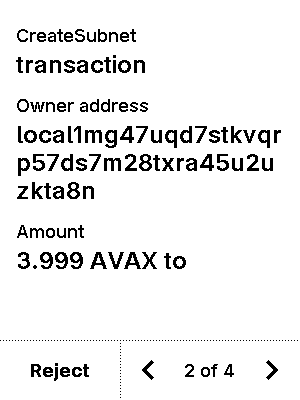 CreateSubnet
transaction
Owner address
local1mg47uqd7stkvqr
p57ds7m28txra45u2u
zkta8n
Amount
3.999 AVAX to
Reject
2 of 4